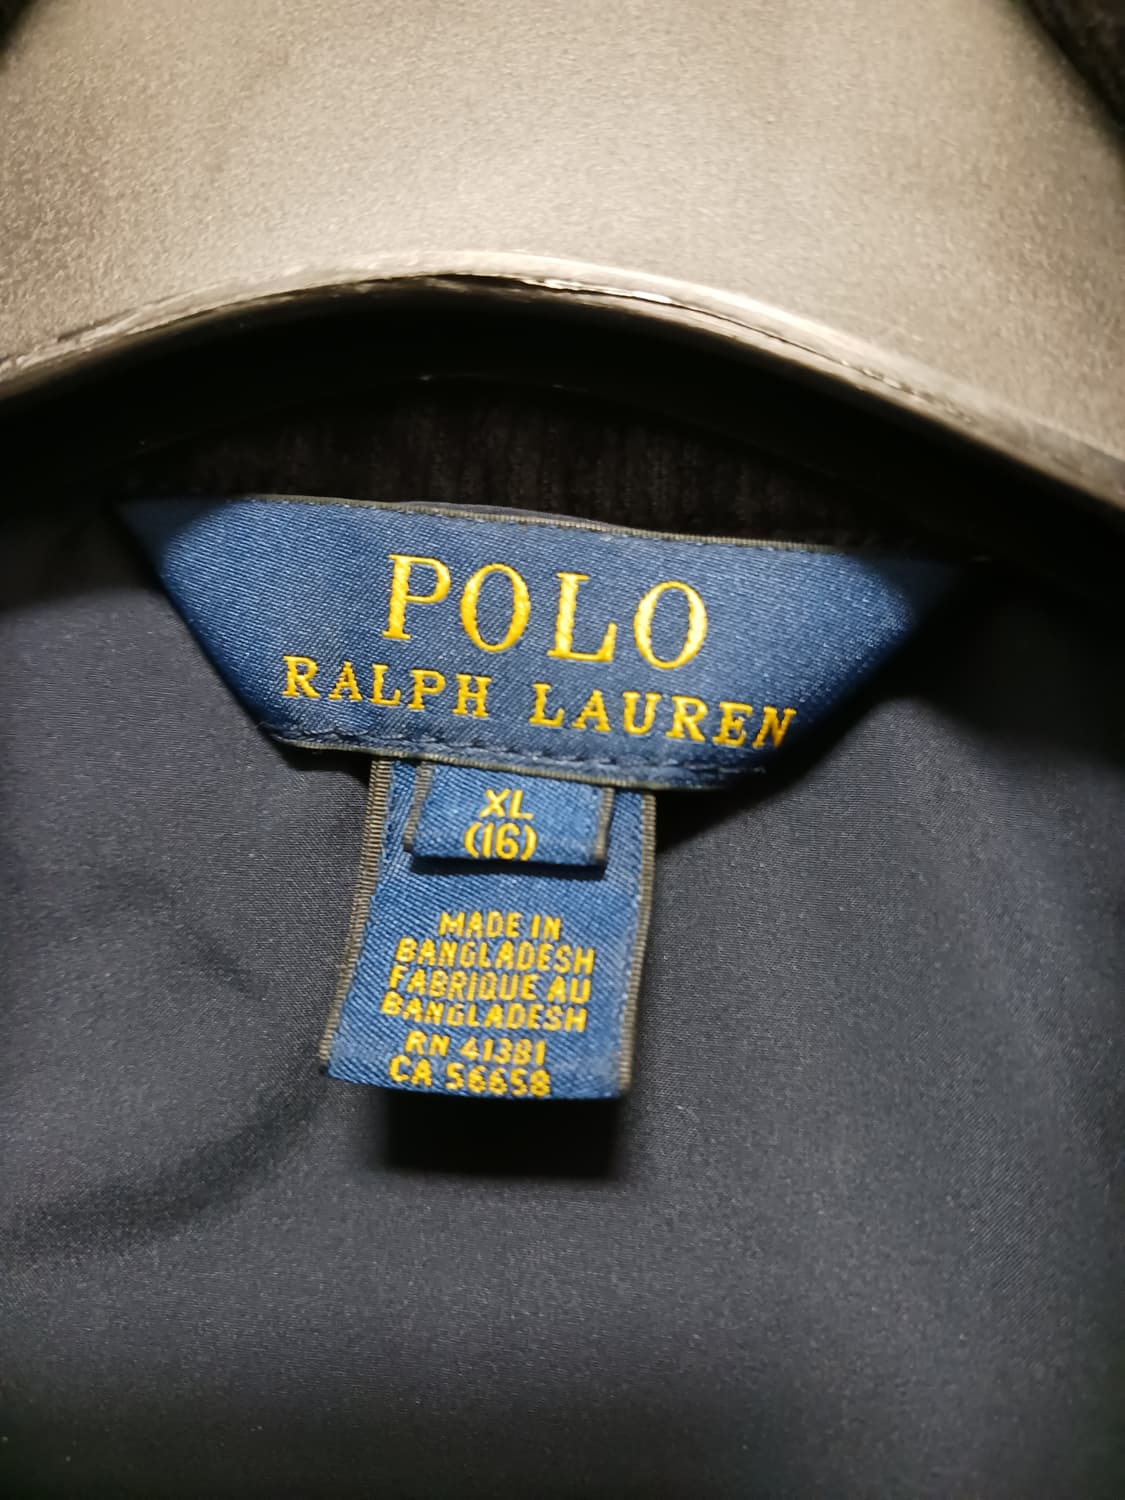 POLO
RALPH LAUREN
XL
(16)
MADE IN
BANGLADESH
FABRIQUE AU
BANGLADESH
RN 41381
CA 56658